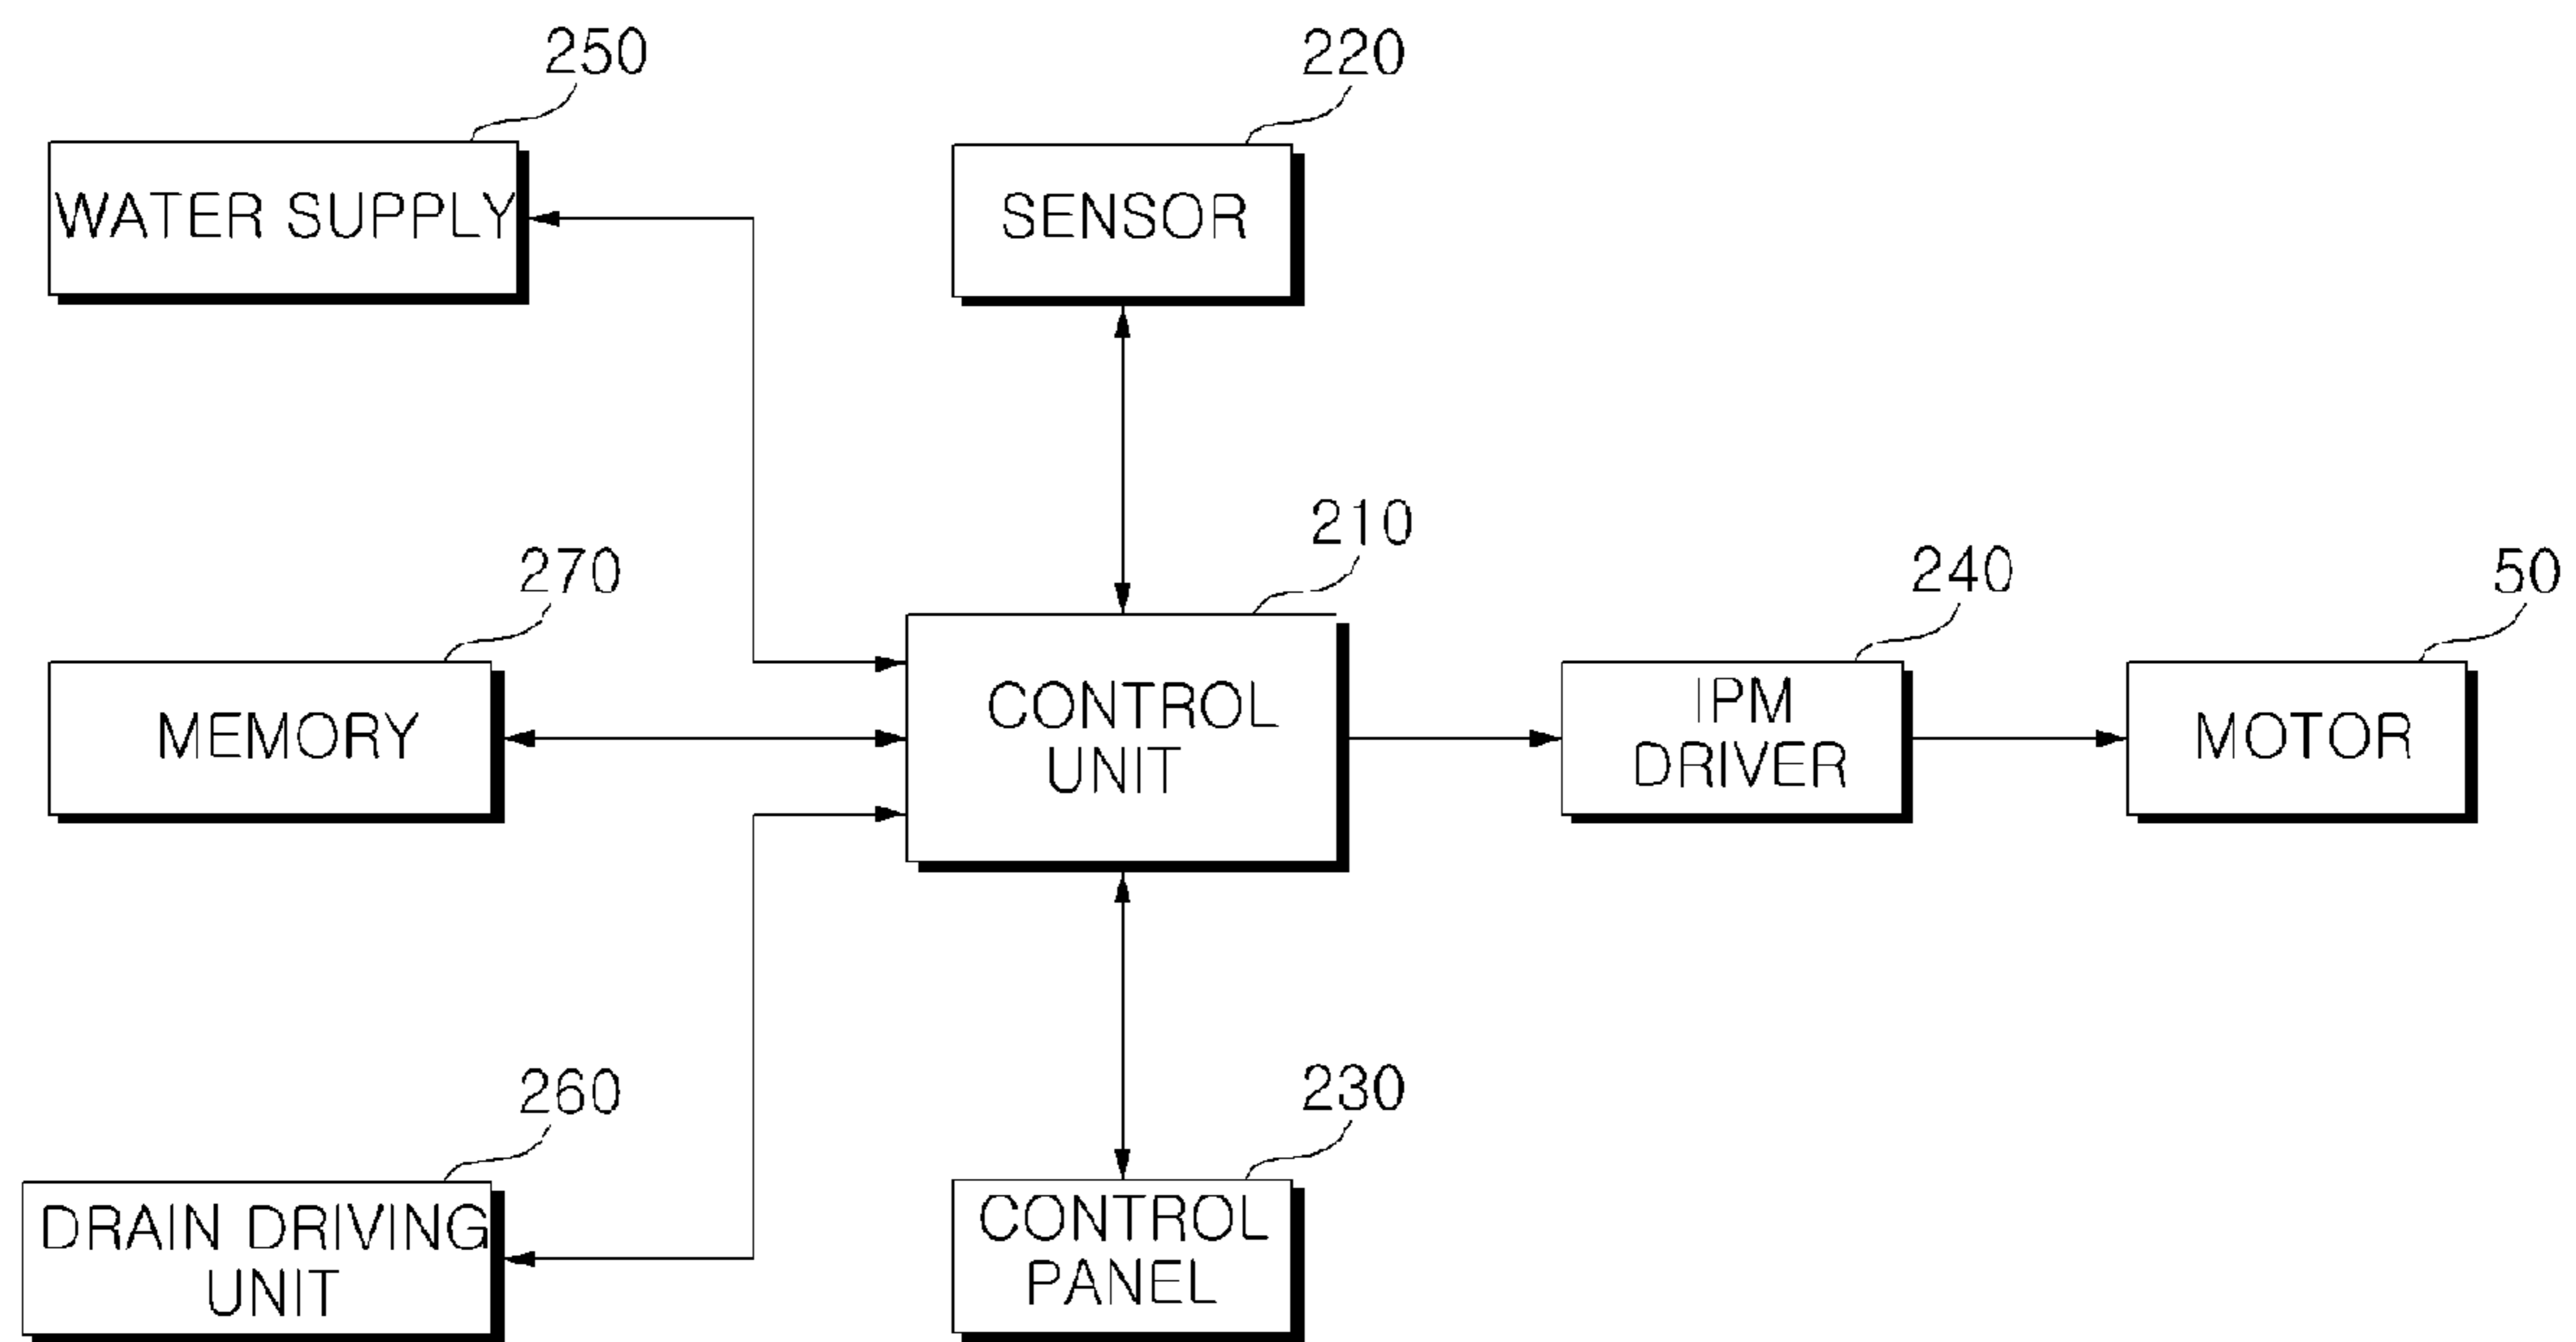 250
220
WATER SUPPLY
SENSOR
210
270
240
50
CONTROL
UNIT
MEMORY
IPM
DRIVER
MOTOR
260
230
DRAIN DRIVING
UNIT
CONTROL
PANEL